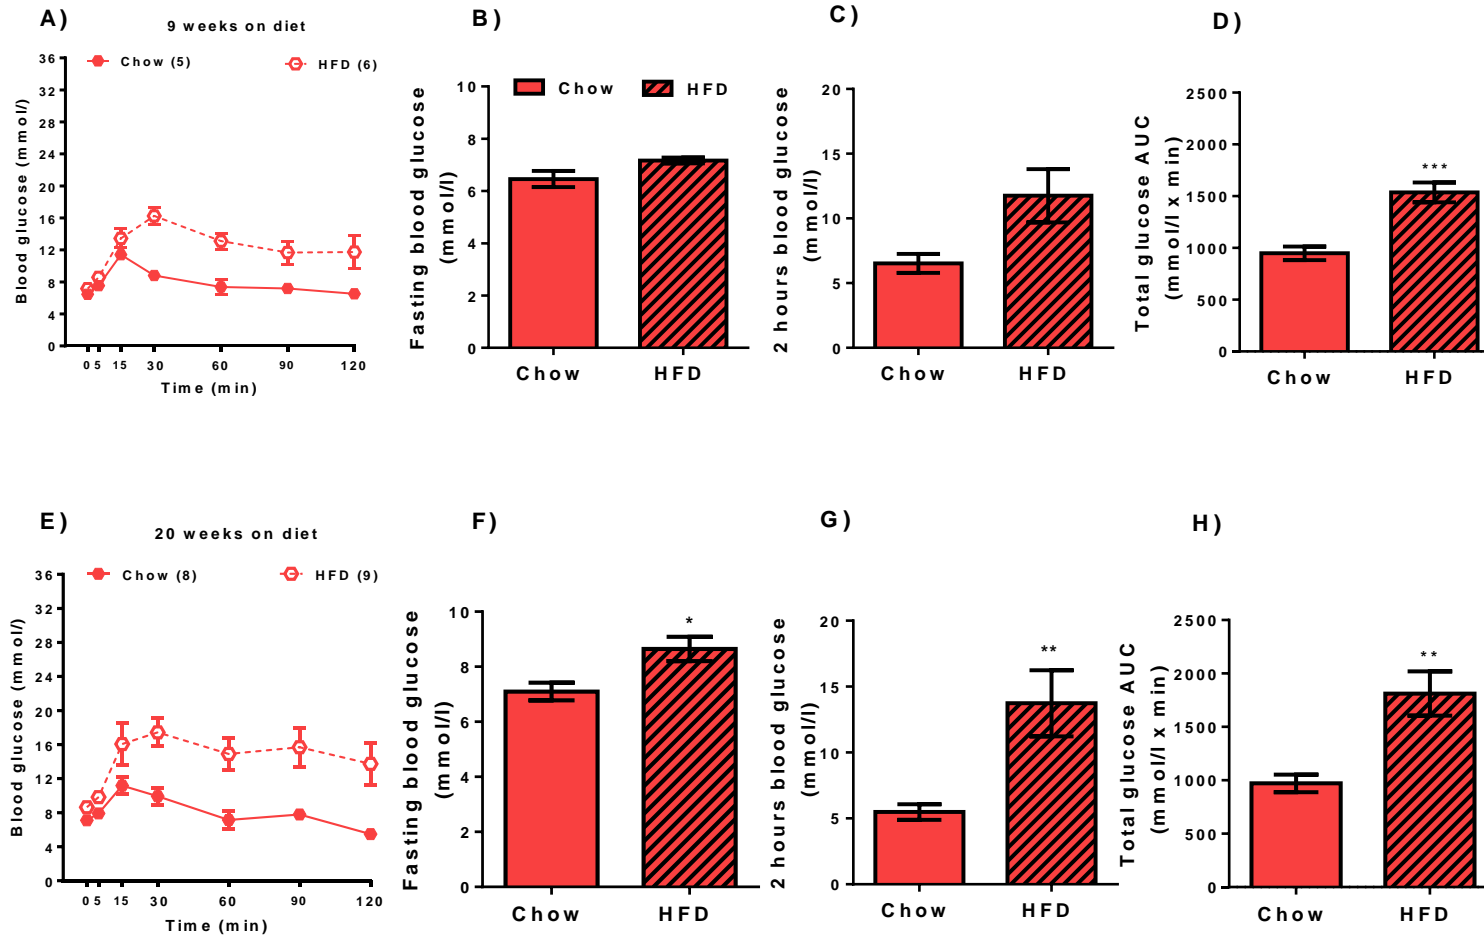 A)
9 weeks on diet
Chow (5)
HFD (6)
Blood glucose (mmol/)
36
32
28
24
20
16
12
8
4
0
0 5 15 30 60 90 120
Time (min)
B)
Chow
HFD
Fasting blood glucose
(mmol/l)
10
8
6
4
2
0
Chow HFD
C)
2 hours blood glucose
(mmol/l)
20
15
10
5
0
Chow HFD
D)
Total glucose AUC
(mmol/l x min)
2500
2000
1500
1000
500
0
***
Chow HFD
E)
20 weeks on diet
Chow (8)
HFD (9)
Blood glucose (mmol/)
36
32
28
24
20
16
12
8
4
0
0 5 15 30 60 90 120
Time (min)
F)
Fasting blood glucose
(mmol/l)
10
8
6
4
2
0
*
Chow HFD
G)
2 hours blood glucose
(mmol/l)
20
15
10
5
0
**
Chow HFD
H)
Total glucose AUC
(mmol/l x min)
2500
2000
1500
1000
500
0
**
Chow HFD